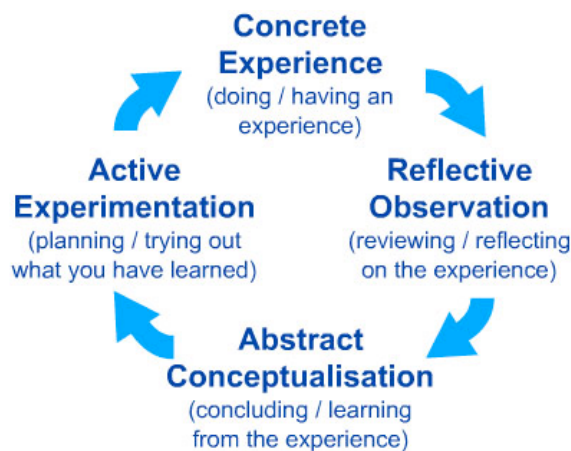 Concrete
Experience
(doing / having an
experience)
Reflective
Observation
(reviewing / reflecting
on the experience)
Abstract
Conceptualisation
(concluding / learning
from the experience)
Active
Experimentation
(planning / trying out
what you have learned)